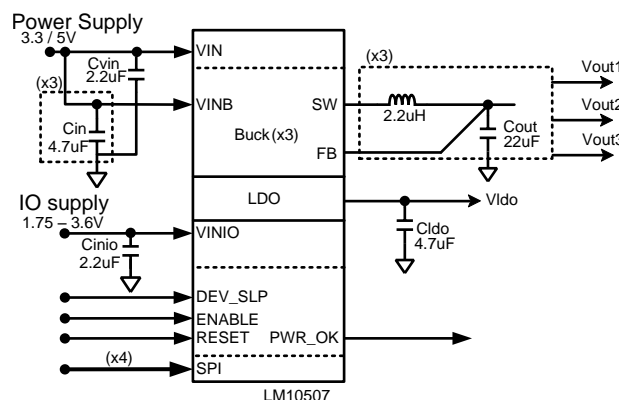 Power Supply
3.3 / 5V
Cvin
2.2uF
(x3)
Cin
4.7uF
VIN
VINB
SW
Buck(x3)
FB
(x3)
2.2uH
Cout
22uF
Vout1
Vout2
Vout3
LDO
Vldo
Cldo
4.7uF
IO supply
1.75 – 3.6V
Cinio
2.2uF
VINIO
DEV_SLP
ENABLE
RESET
PWR_OK
(x4)
SPI
LM10507